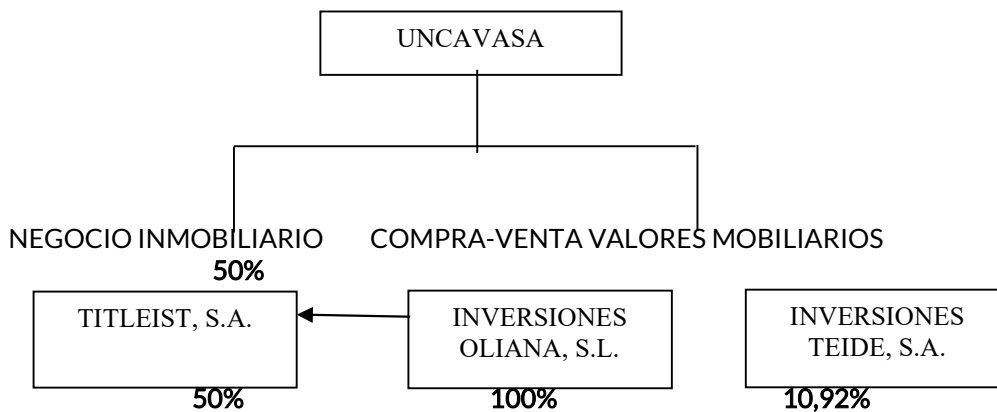 UNCAVASA
NEGOCIO INMOBILIARIO COMPRA-VENTA VALORES MOBILIARIOS
50%
TITLEIST, S.A.
INVERSIONES
OLIANA, S.L.
INVERSIONES
TEIDE, S.A.
50% 100% 10,92%